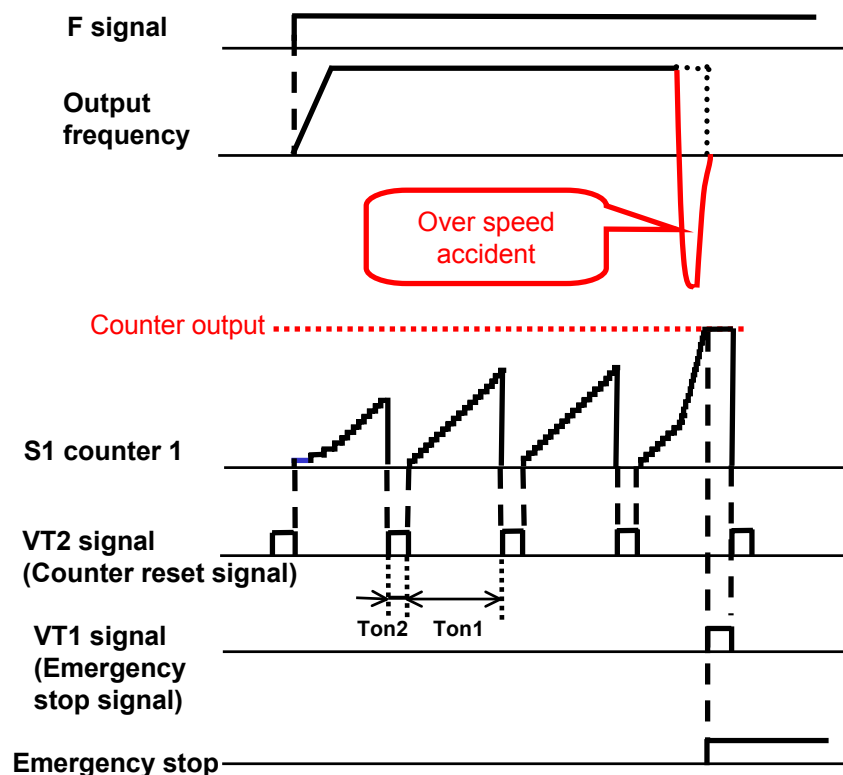 F signal
Output
frequency
Over speed
accident
Counter output
S1 counter 1
VT2 signal
(Counter reset signal)
Ton2
Ton1
VT1 signal
(Emergency
stop signal)
Emergency stop